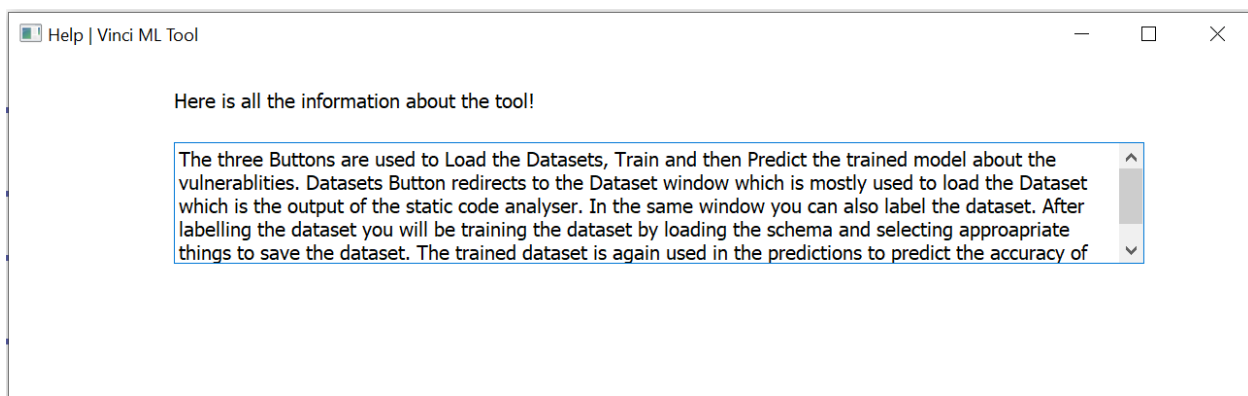 Help | Vinci ML Tool
Here is all the information about the tool!
The three Buttons are used to Load the Datasets, Train and then Predict the trained model about the
vulnerablities. Datasets Button redirects to the Dataset window which is mostly used to load the Dataset
which is the output of the static code analyser. In the same window you can also label the dataset. After
labelling the dataset you will be training the dataset by loading the schema and selecting approapriate
things to save the dataset. The trained dataset is again used in the predictions to predict the accuracy of